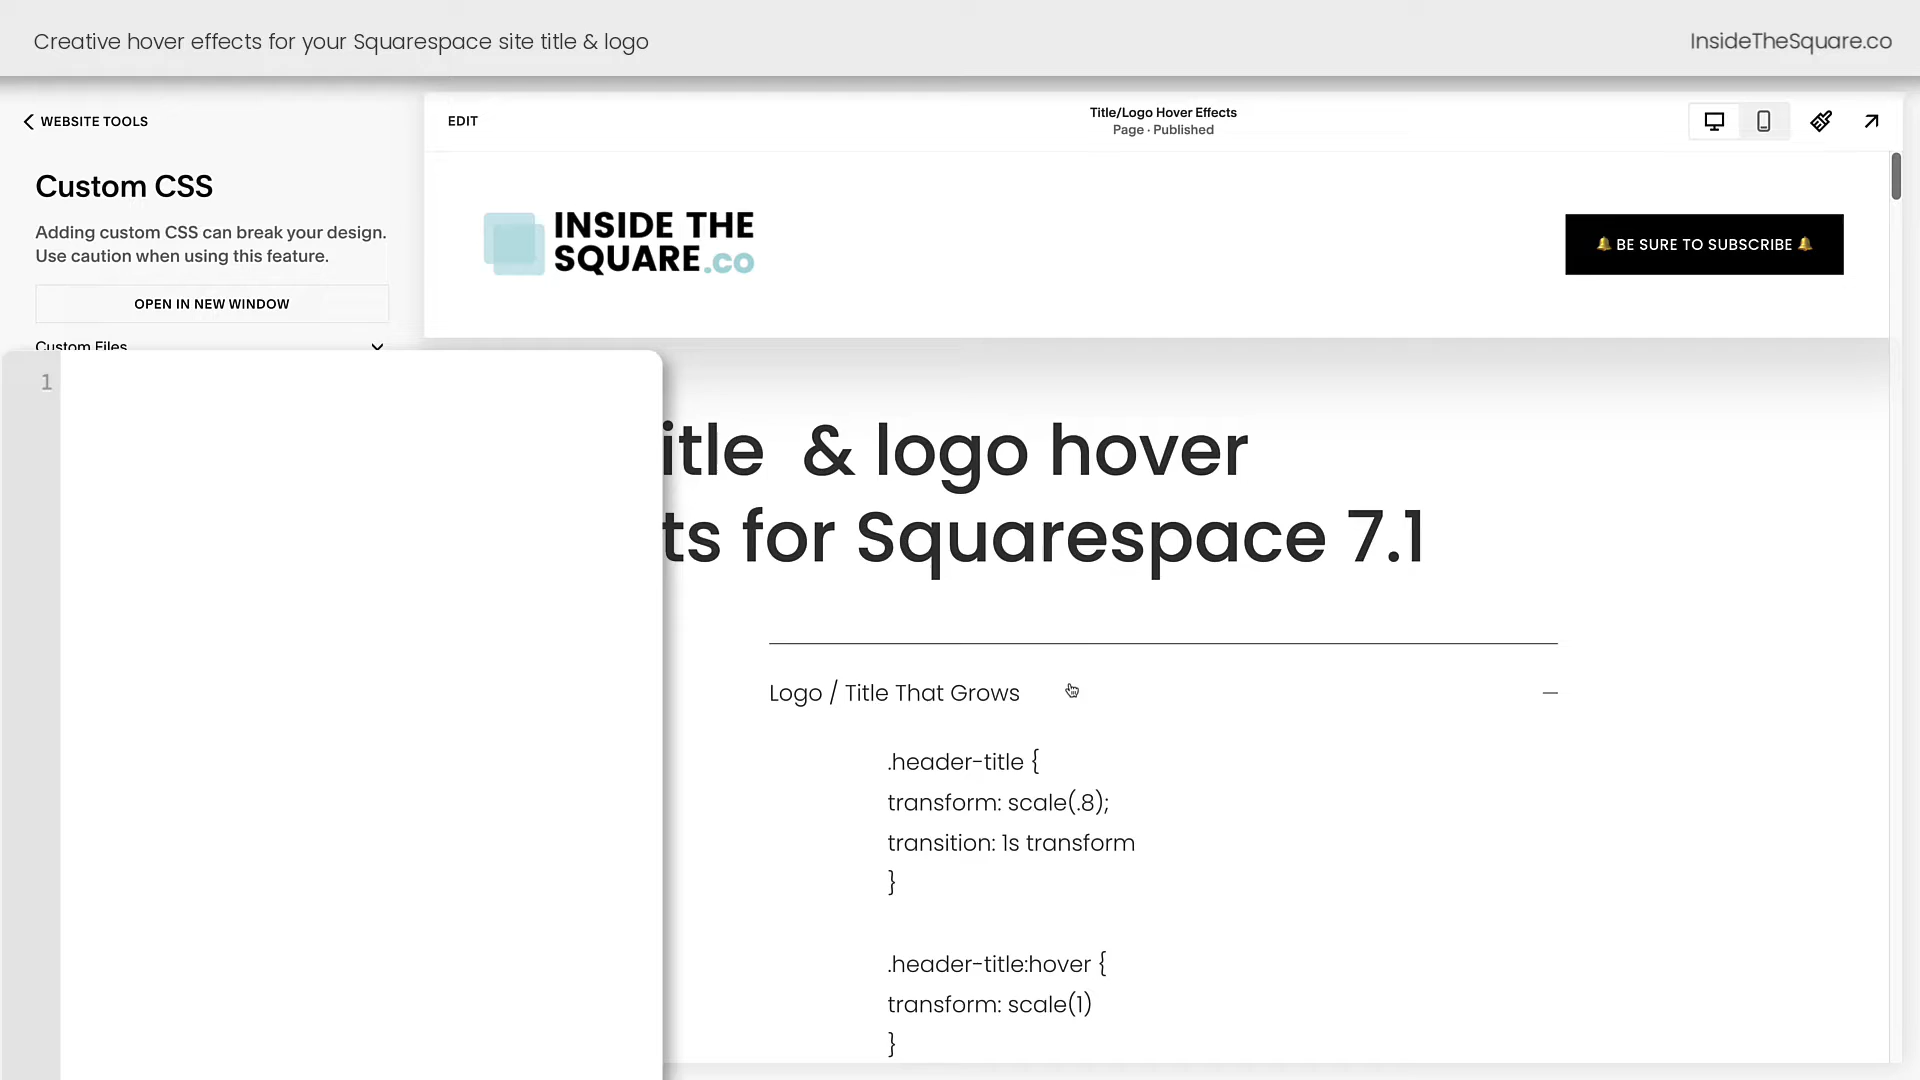 Creative hover effects for your Squarespace site title & logo
InsideTheSquare.co
WEBSITE TOOLS
Custom CSS
Adding custom CSS can break your design.
Use caution when using this feature.
OPEN IN NEW WINDOW
Custom Files
1
EDIT
Title/Logo Hover Effects
Page · Published
INSIDE THE
SQUARE.co
🔔 BE SURE TO SUBSCRIBE 🔔
itle & logo hover
ts for Squarespace 7.1
Logo / Title That Grows
.header-title {
transform: scale(.8);
transition: 1s transform
}
.header-title:hover {
transform: scale(1)
}